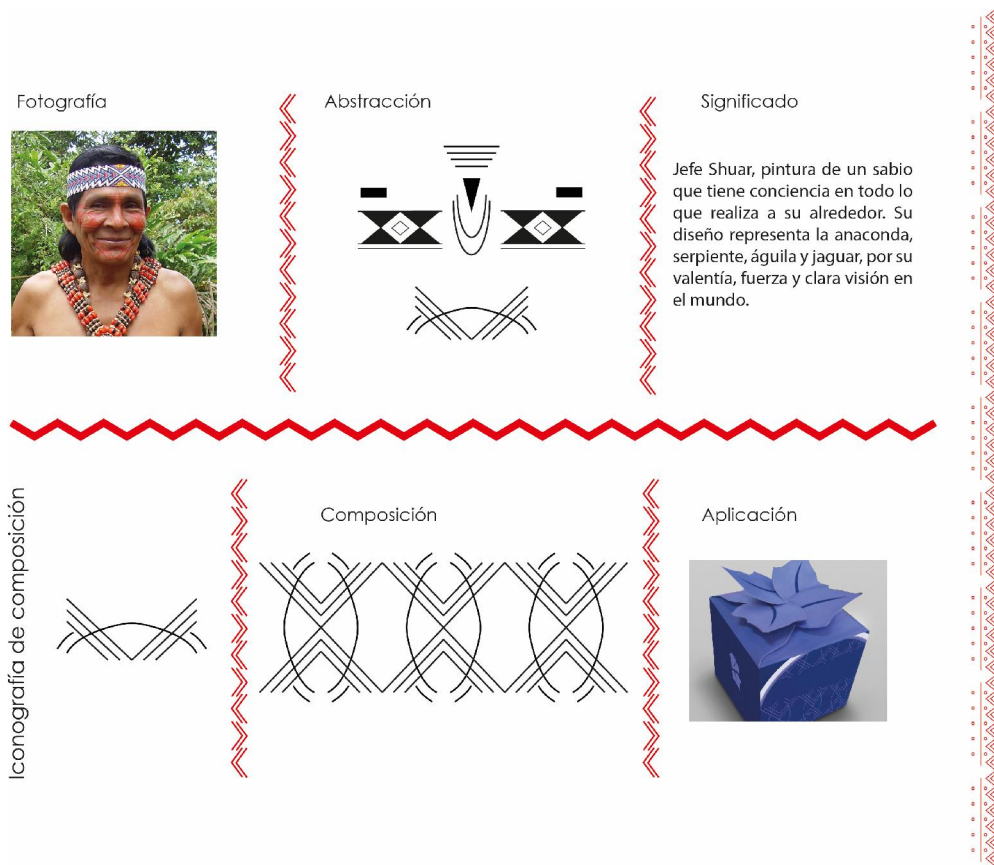 Fotografía
Abstracción
Significado
Jefe Shuar, pintura de un sabio
que tiene conciencia en todo lo
que realiza a su alrededor. Su
diseño representa la anaconda,
serpiente, águila y jaguar, por su
valentía, fuerza y clara visión en
el mundo.
Iconografía de composición
Composición
Aplicación